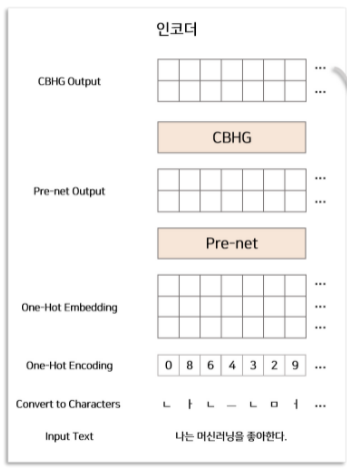 인코더
CBHG Output ...
...
CBHG
Pre-net Output ...
...
Pre-net
One-Hot Embedding ...
...
...
One-Hot Encoding 0 8 6 4 3 2 9 ...
Convert to Characters ㄴ ㅏ ㄴ ㅡ ㄴ ㅁ ㅓ ...
Input Text 나는 머신러닝을 좋아한다.